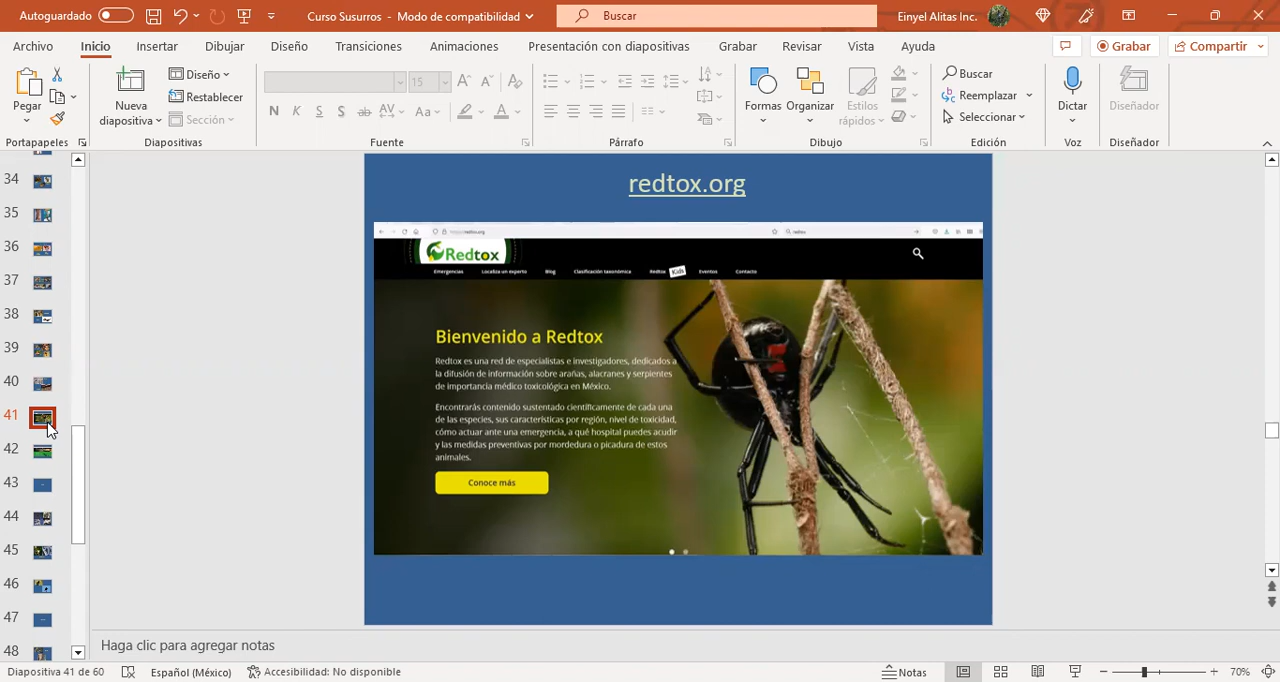 Autoguardado
Curso Susurros - Modo de compatibilidad
Buscar
Einyel Alitas Inc.
Archivo Inicio Insertar Dibujar Diseño Transiciones Animaciones Presentación con diapositivas Grabar Revisar Vista Ayuda
Grabar
Compartir
Pegar
Portapapeles
Nueva
diapositiva
Diseño
Restablecer
Sección
Diapositivas
15
N K S S ab AV Aa A
Fuente
Párrafo
Formas
Organizar
Estilos
rápidos
Dibujo
Buscar
Reemplazar
Seleccionar
Edición
Dictar
Voz
Diseñador
Diseñador
34
35
36
37
38
39
40
41
42
43
44
45
46
47
48
redtox.org
Redtox
Emergencias Localiza un experto Blog Clasificación taxonómica Redtox Kids Eventos Contacto
Bienvenido a Redtox
Redtox es una red de especialistas e investigadores, dedicados a
la difusión de información sobre arañas, alacranes y serpientes
de importancia médico toxicológica en México.
Encontrarás contenido sustentado científicamente de cada una
de las especies, sus características por región, nivel de toxicidad,
cómo actuar ante una emergencia, a qué hospital puedes acudir
y las medidas preventivas por mordedura o picadura de estos
animales.
Conoce más
Haga clic para agregar notas
Diapositiva 41 de 60
Español (México)
Accesibilidad: No disponible
Notas
70%